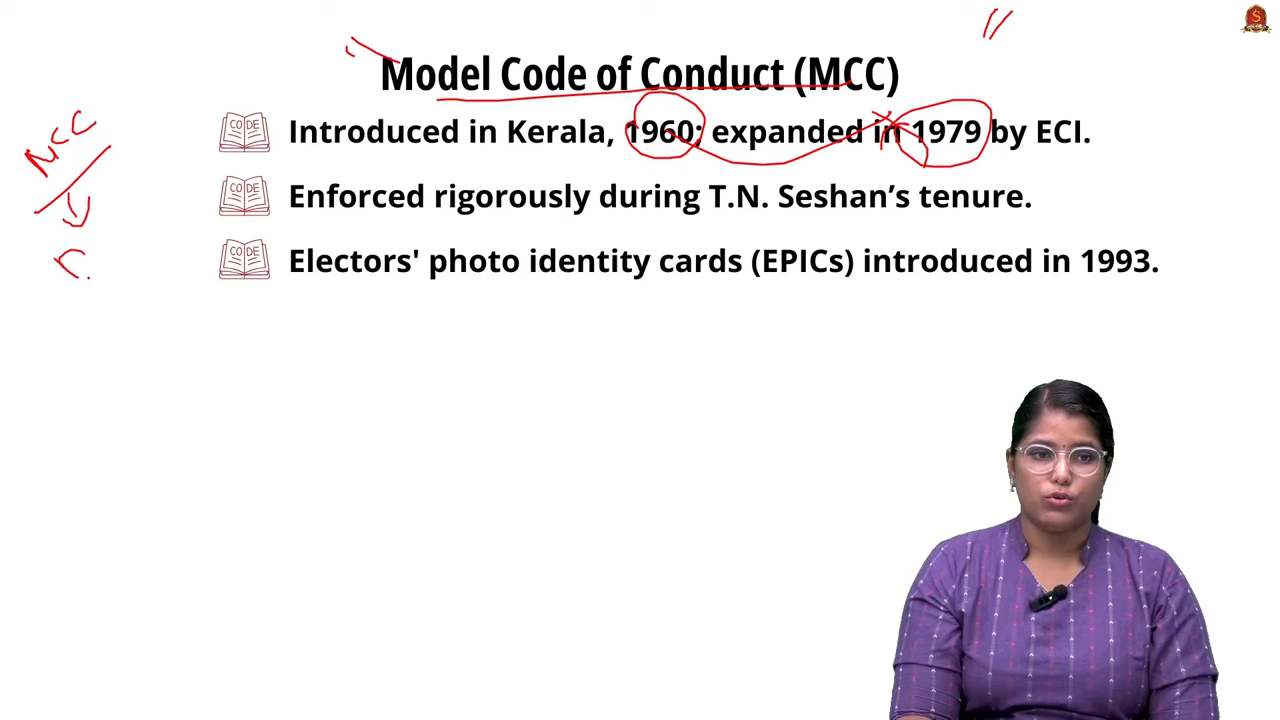 Model Code of Conduct (MCC)
Introduced in Kerala, 1960; expanded in 1979 by ECI.
Enforced rigorously during T.N. Seshan’s tenure.
Electors' photo identity cards (EPICs) introduced in 1993.
MCC